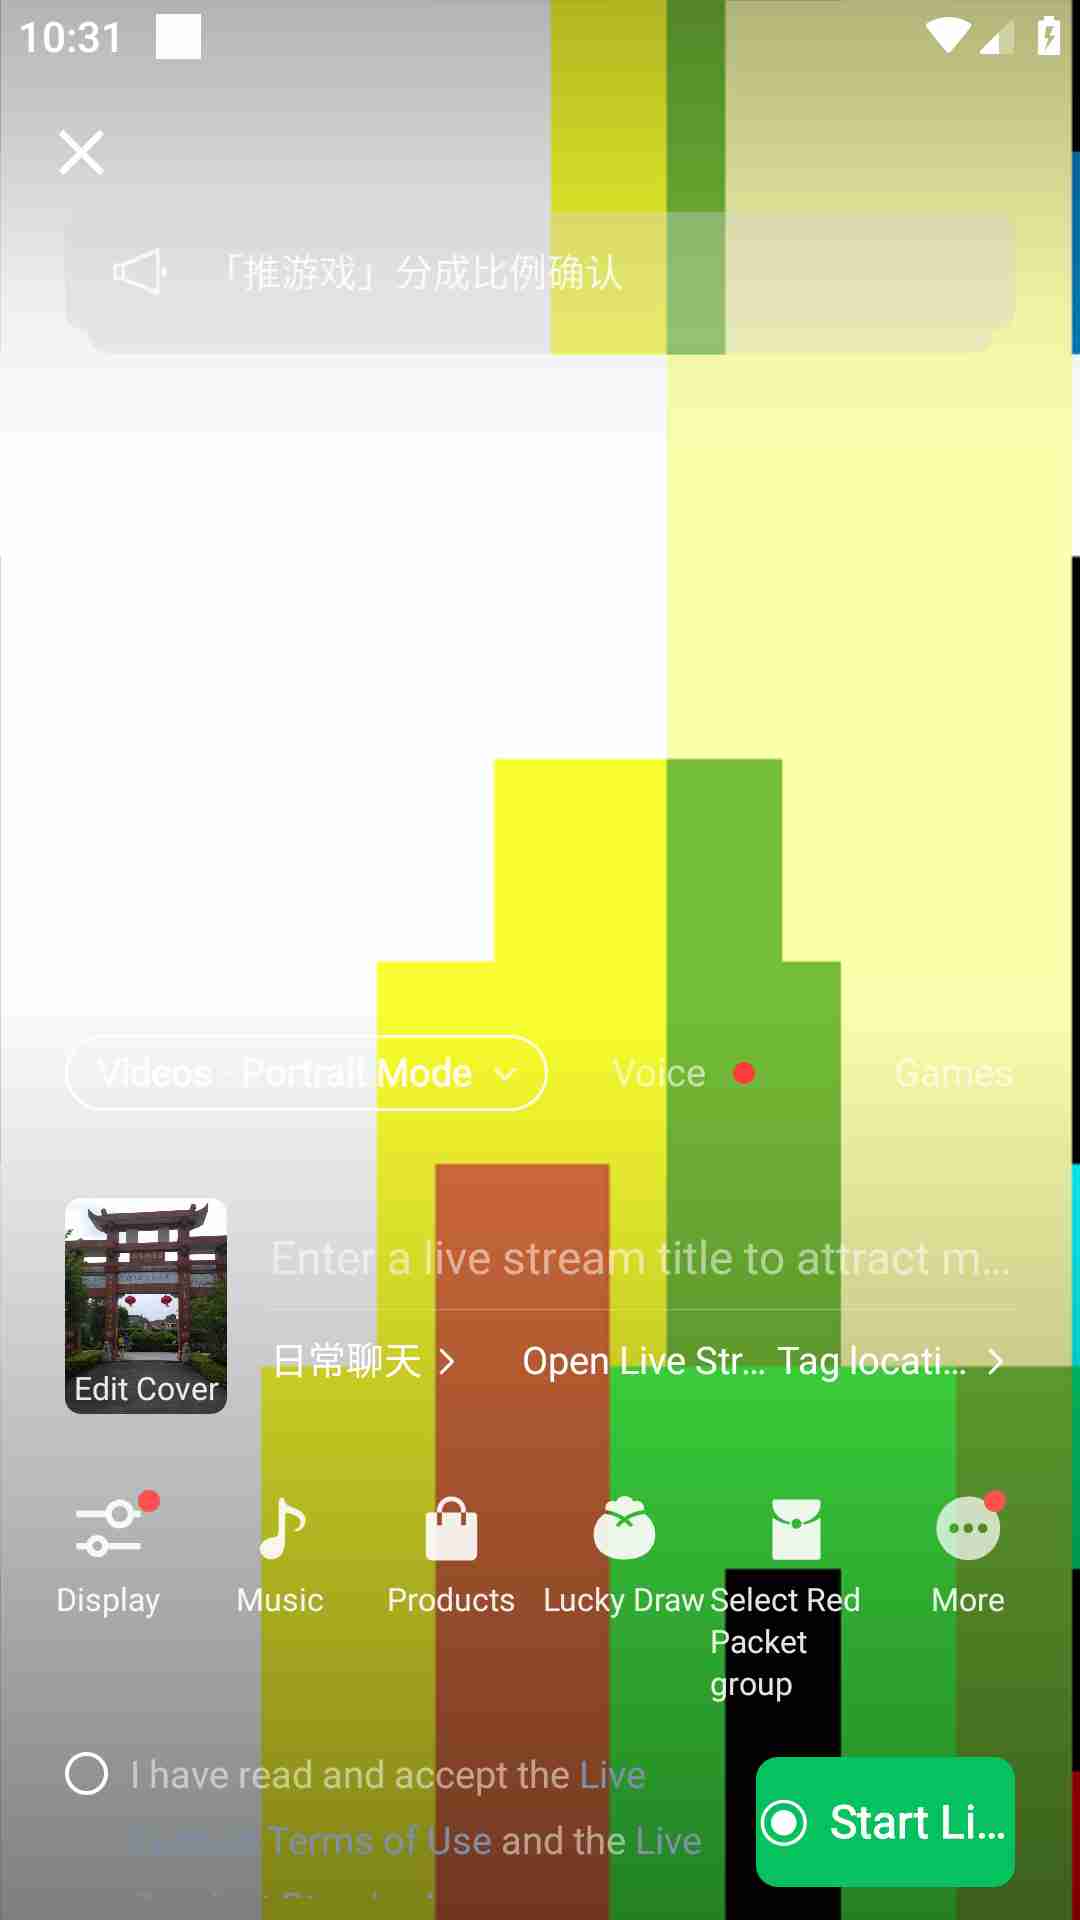 10:31
「推游戏」分成比例确认
Videos · Portrait Mode
Voice
Games
Enter a live stream title to attract m...
Edit Cover
日常聊天
Open Live Str...
Tag locati...
Display
Music
Products
Lucky Draw
Select Red
Packet
group
More
I have read and accept the Live
Terms of Use and the Live
Start Li...